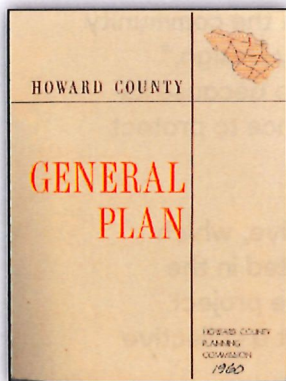 HOWARD COUNTY
GENERAL
PLAN
HOWARD COUNTY
PLANNING
COMMISSION
1960